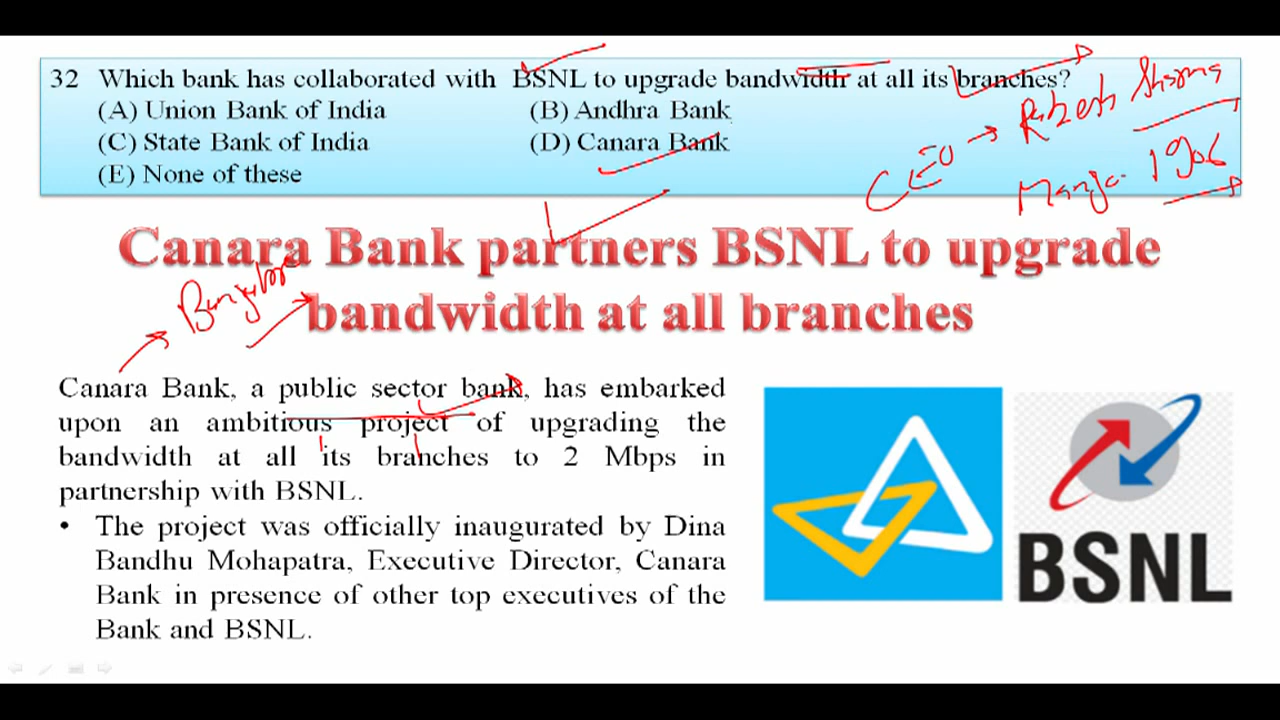 32 Which bank has collaborated with BSNL to upgrade bandwidth at all its branches?
(A) Union Bank of India (B) Andhra Bank
(C) State Bank of India (D) Canara Bank
(E) None of these
CEO → Rakesh Sharma
1906
Canara Bank partners BSNL to upgrade
bandwidth at all branches
Bangalore
Canara Bank, a public sector bank, has embarked
upon an ambitious project of upgrading the
bandwidth at all its branches to 2 Mbps in
partnership with BSNL.
• The project was officially inaugurated by Dina
Bandhu Mohapatra, Executive Director, Canara
Bank in presence of other top executives of the
Bank and BSNL.
BSNL